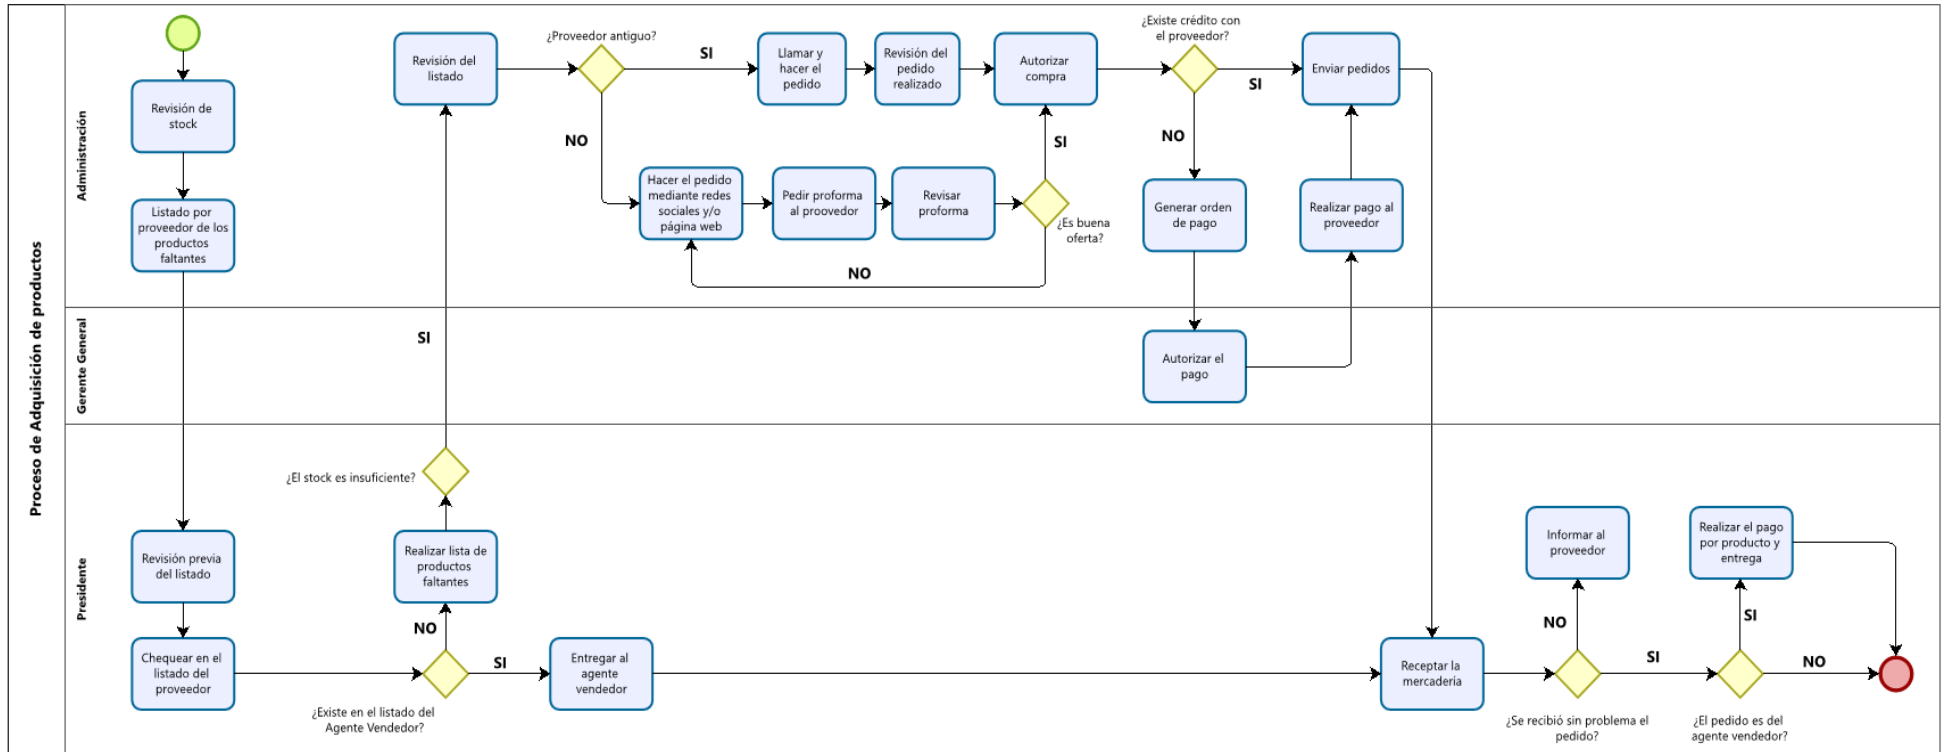 Proceso de Adquisición de productos
Administración
Revisión de
stock
Listado por
proveedor de los
productos
faltantes
Revisión del
listado
¿Proveedor antiguo?
SI
NO
Llamar y
hacer el
pedido
Revisión del
pedido
realizado
Autorizar
compra
Hacer el pedido
mediante redes
sociales y/o
página web
Pedir proforma
al proovedor
Revisar
proforma
SI
¿Es buena
oferta?
NO
¿Existe crédito con
el proveedor?
SI
NO
Enviar pedidos
Generar orden
de pago
Realizar pago al
proveedor
Gerente General
SI
Autorizar el
pago
Presidente
¿El stock es insuficiente?
Revisión previa
del listado
Realizar lista de
productos
faltantes
Chequear en el
listado del
proveedor
NO
SI
¿Existe en el listado del
Agente Vendedor?
Entregar al
agente
vendedor
Receptar la
mercadería
Informar al
proveedor
NO
SI
¿Se recibió sin problema el
pedido?
Realizar el pago
por producto y
entrega
SI
NO
¿El pedido es del
agente vendedor?